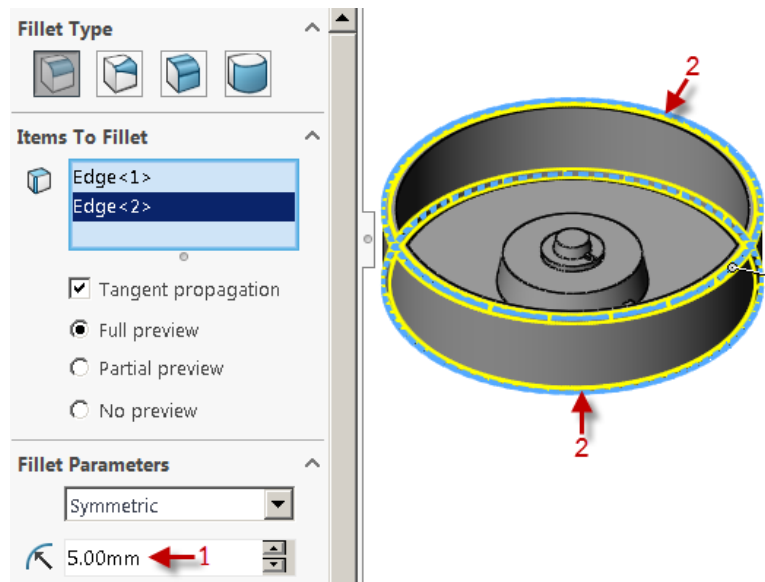 Fillet Type
Items To Fillet
Edge<1>
Edge<2>
Tangent propagation
Full preview
Partial preview
No preview
Fillet Parameters
Symmetric
5.00mm
1
2
2